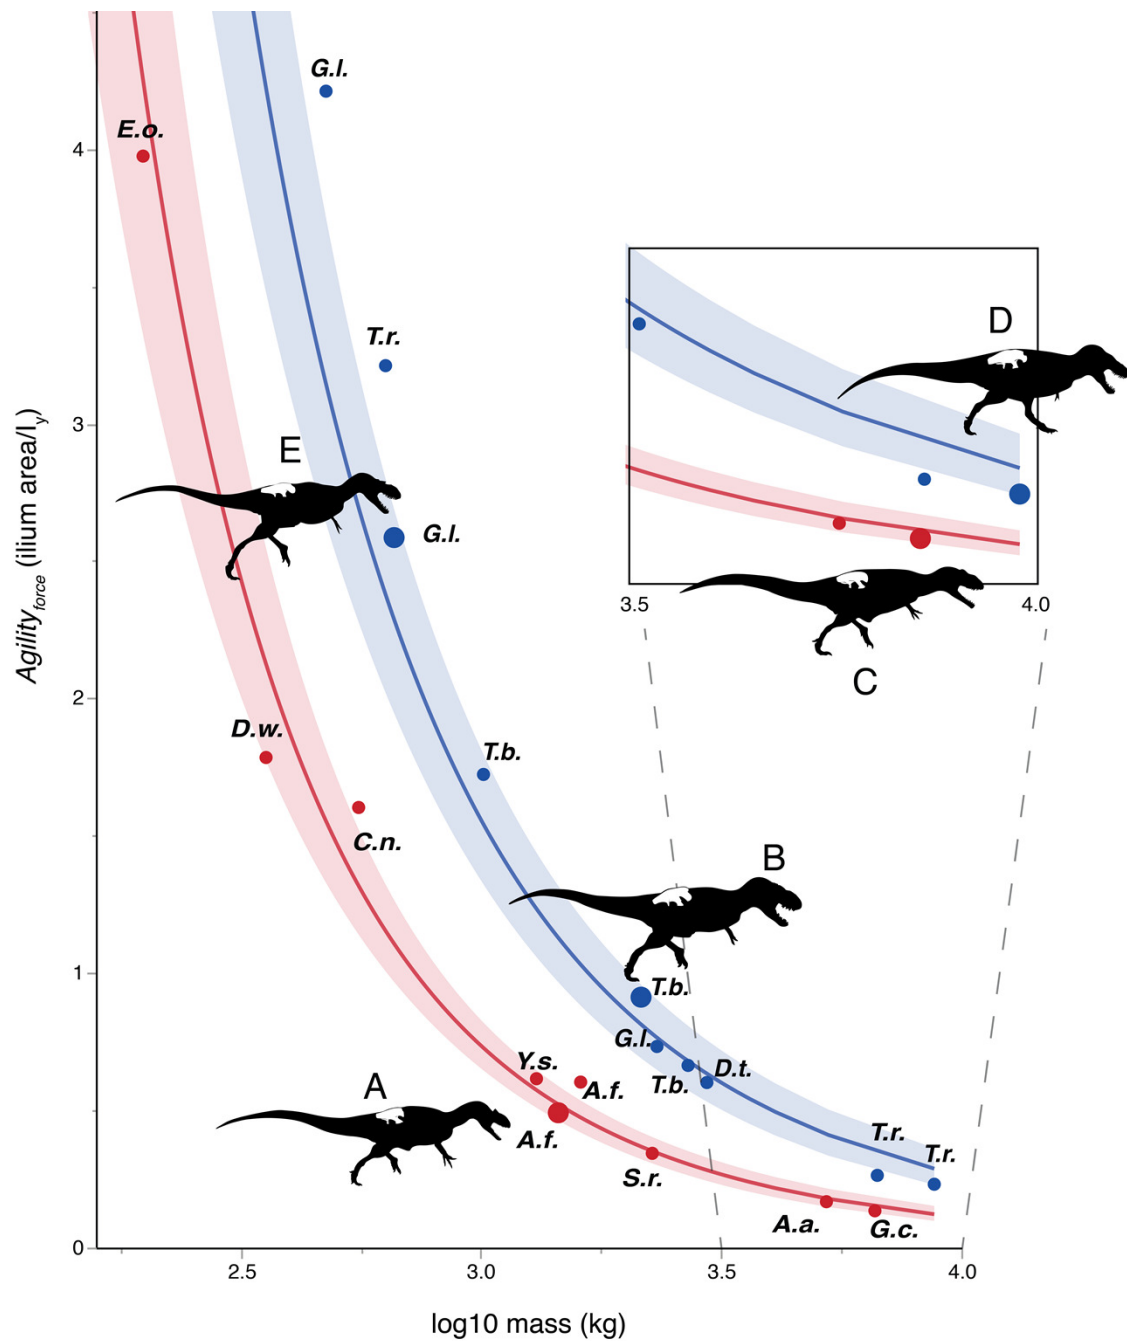 G.l.
4
E.o.
T.r.
D
3
E
G.l.
3.5
4.0
C
Agility_force (ilium area/I_y)
2
D.w.
T.b.
C.n.
B
1
T.b.
G.l.
T.b.
D.t.
Y.s.
A.f.
A
A.f.
T.r.
T.r.
S.r.
A.a.
G.c.
0
2.5
3.0
3.5
4.0
log10 mass (kg)